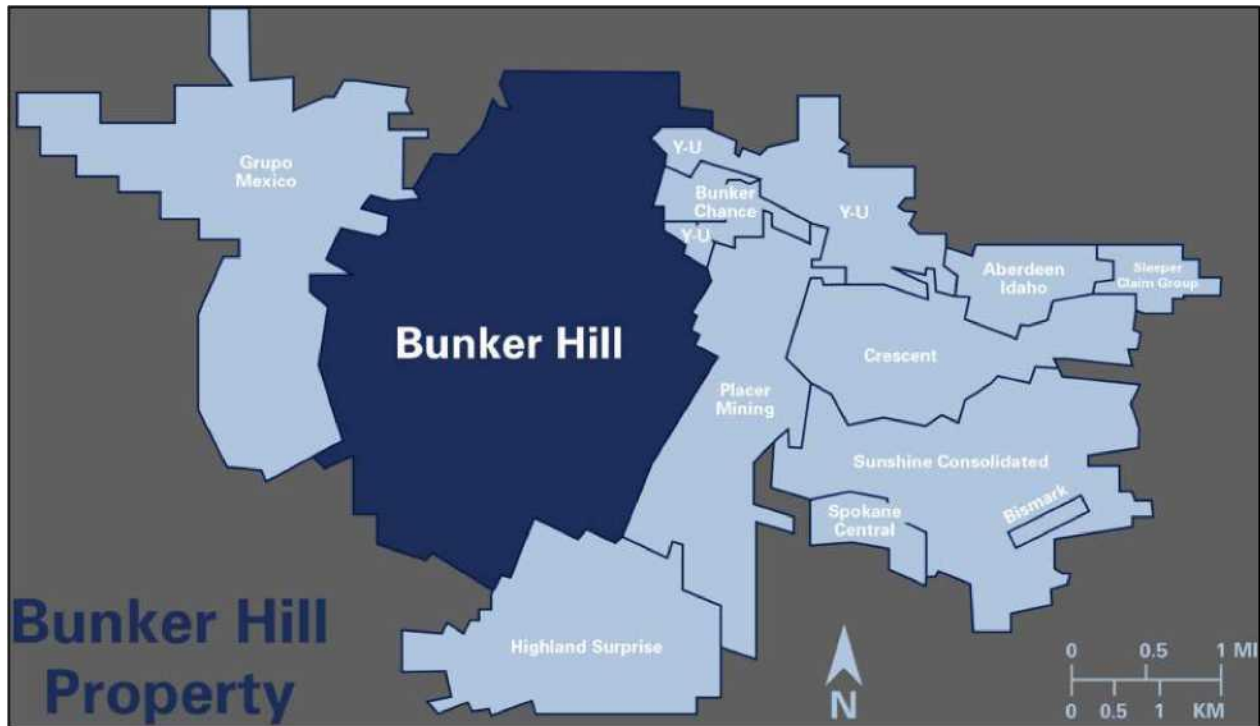 Y-U
Grupo
Mexico
Bunker
Chance
Y-U
Y-U
Aberdeen
Idaho
Sleeper
Claim Group
Bunker Hill
Crescent
Placer
Mining
Sunshine Consolidated
Bismark
Spokane
Central
Highland Surprise
Bunker Hill
Property
N
0 0.5 1 MI
0 0.5 1 KM